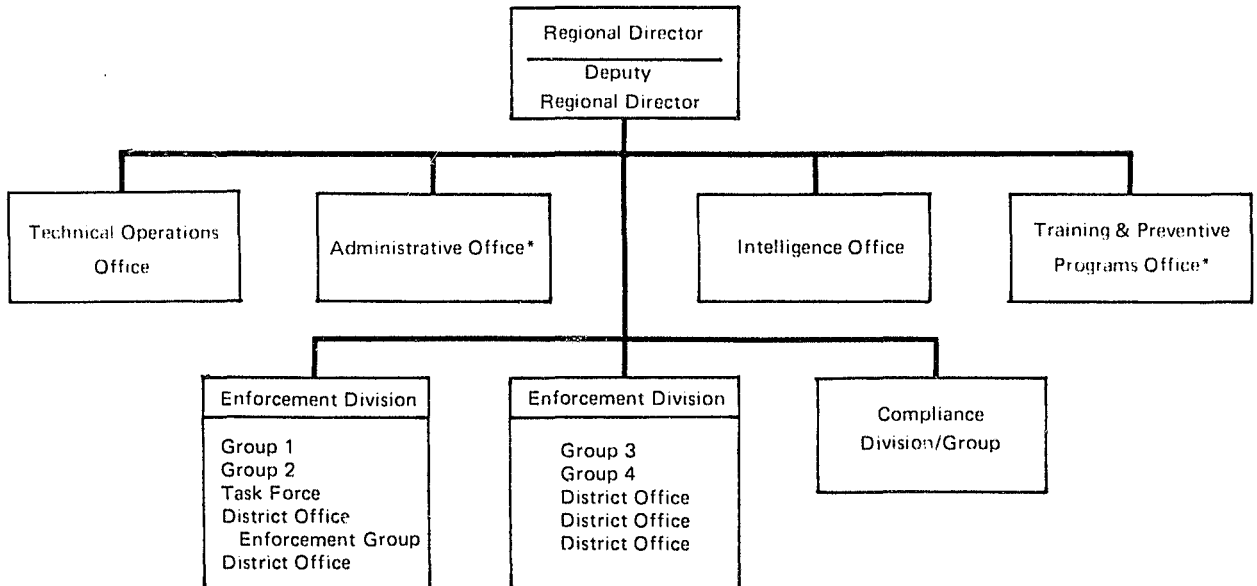 Regional Director
Deputy
Regional Director
Technical Operations
Office
Administrative Office*
Intelligence Office
Training & Preventive
Programs Office*
Enforcement Division
Group 1
Group 2
Task Force
District Office
Enforcement Group
District Office
Enforcement Division
Group 3
Group 4
District Office
District Office
District Office
Compliance
Division/Group